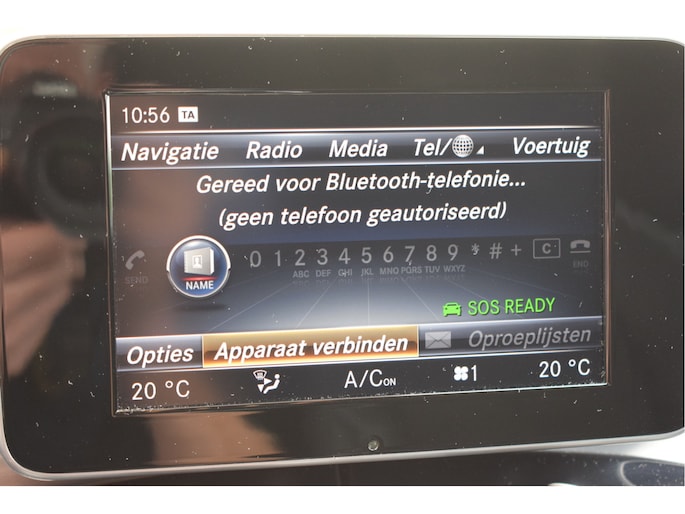 10:56 TA
Navigatie Radio Media Tel/ Voertuig
Gereed voor Bluetooth-telefonie...
(geen telefoon geautoriseerd)
0 1 2 3 4 5 6 7 8 9 * # + C
SEND NAME ABC DEF GHI JKL MNO PQRS TUV WXYZ END
SOS READY
Opties Apparaat verbinden Oproeplijsten
20 °C A/C ON 1 20 °C